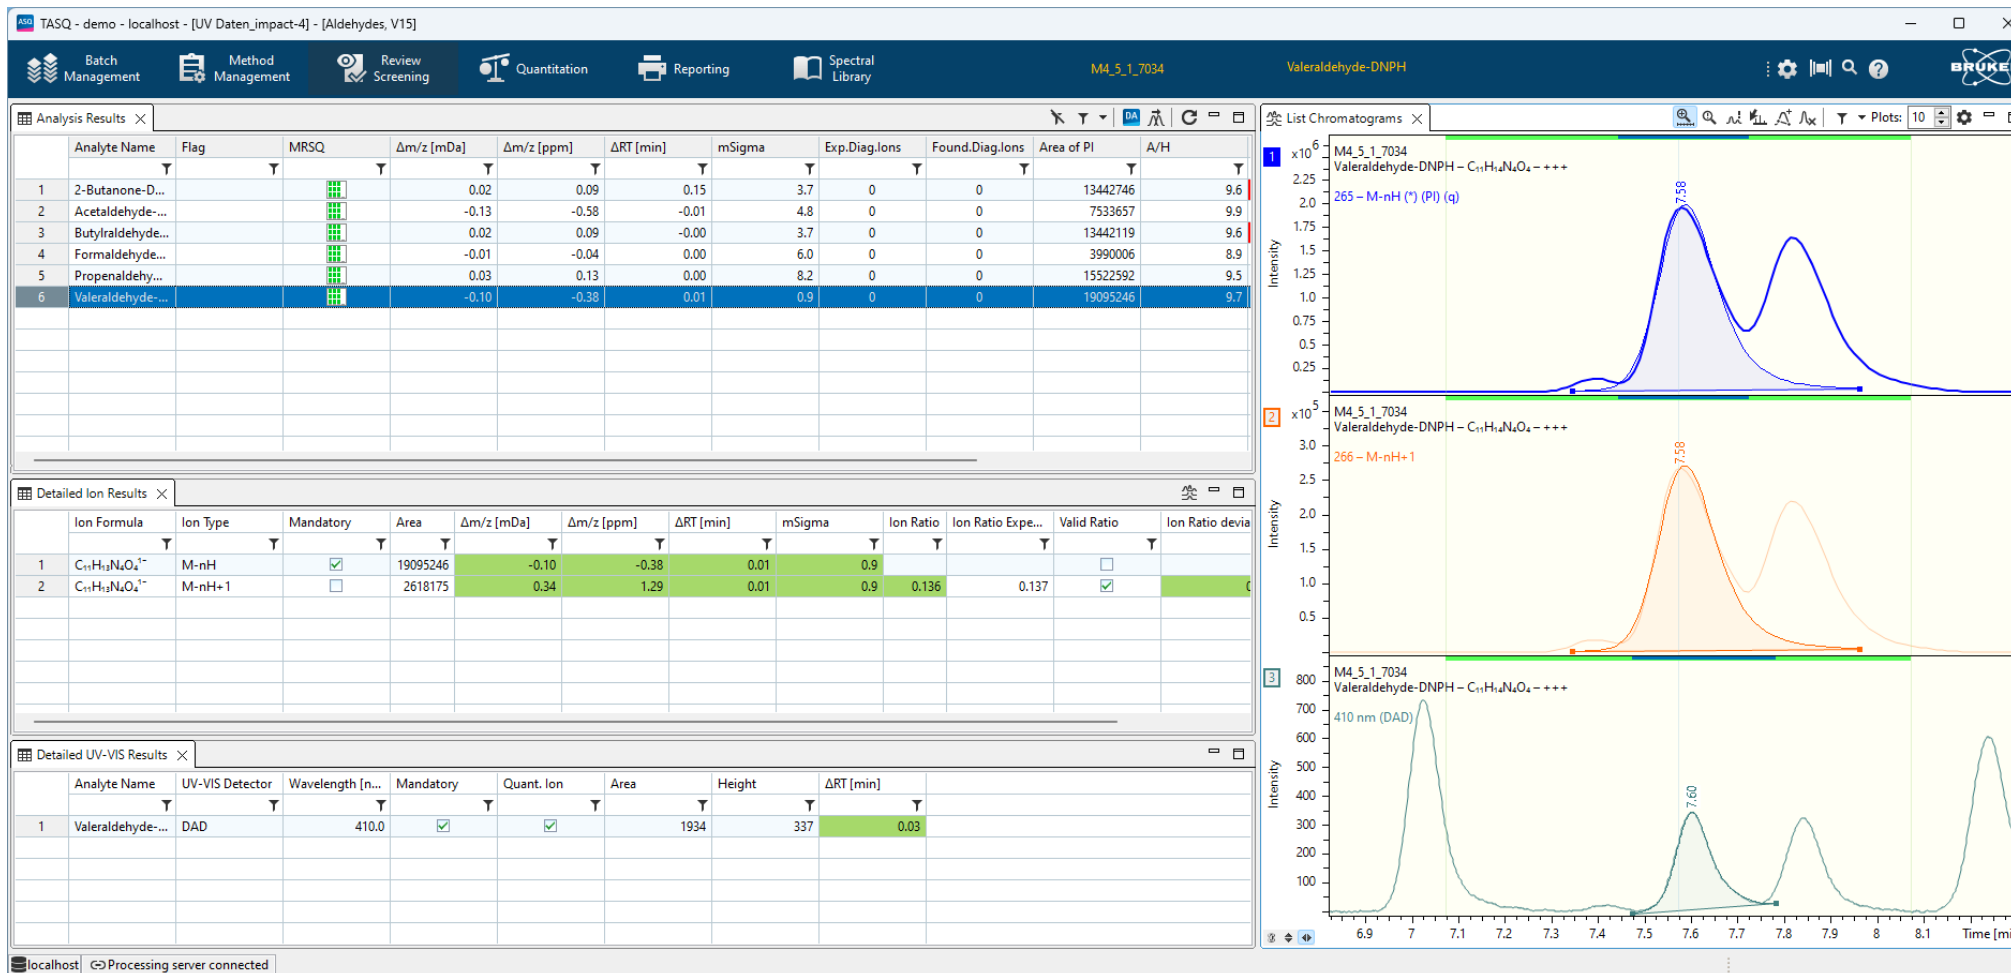 TASQ - demo - localhost - [UV Daten_impact-4] - [Aldehydes, V15]
Batch Management
Method Management
Review Screening
Quantitation
Reporting
Spectral Library
M4_5_1_7034
Valeraldehyde-DNPH
Analysis Results
DA
Analyte Name Flag MRSQ Δm/z [mDa] Δm/z [ppm] ΔRT [min] mSigma Exp.Diag.Ions Found.Diag.Ions Area of PI A/H
1 2-Butanone-D... 0.02 0.09 0.15 3.7 0 0 13442746 9.6
2 Acetaldehyde-... -0.13 -0.58 -0.01 4.8 0 0 7533657 9.9
3 Butylraldehyde... 0.02 0.09 -0.00 3.7 0 0 13442119 9.6
4 Formaldehyde... -0.01 -0.04 0.00 6.0 0 0 3990006 8.9
5 Propenaldehy... 0.03 0.13 0.00 8.2 0 0 15522592 9.5
6 Valeraldehyde-... -0.10 -0.38 0.01 0.9 0 0 19095246 9.7
Detailed Ion Results
Ion Formula Ion Type Mandatory Area Δm/z [mDa] Δm/z [ppm] ΔRT [min] mSigma Ion Ratio Ion Ratio Expe... Valid Ratio Ion Ratio devia
1 C₁₁H₁₃N₄O₄¹⁻ M-nH 19095246 -0.10 -0.38 0.01 0.9
2 C₁₁H₁₃N₄O₄¹⁻ M-nH+1 2618175 0.34 1.29 0.01 0.9 0.136 0.137
Detailed UV-VIS Results
Analyte Name UV-VIS Detector Wavelength [n... Mandatory Quant. Ion Area Height ΔRT [min]
1 Valeraldehyde-... DAD 410.0 1934 337 0.03
localhost Processing server connected
List Chromatograms
Plots: 10
1 x10⁶
M4_5_1_7034
Valeraldehyde-DNPH – C₁₁H₁₄N₄O₄ – +++
265 – M-nH (*) (PI) (q)
7.58
2.25
2.0
1.75
1.5
1.25
1.0
0.75
0.5
0.25
Intensity
2 x10⁵
M4_5_1_7034
Valeraldehyde-DNPH – C₁₁H₁₄N₄O₄ – +++
266 – M-nH+1
7.58
3.0
2.5
2.0
1.5
1.0
0.5
Intensity
3
M4_5_1_7034
Valeraldehyde-DNPH – C₁₁H₁₄N₄O₄ – +++
410 nm (DAD)
7.60
800
700
600
500
400
300
200
100
Intensity
6.9 7 7.1 7.2 7.3 7.4 7.5 7.6 7.7 7.8 7.9 8 8.1 Time [mi